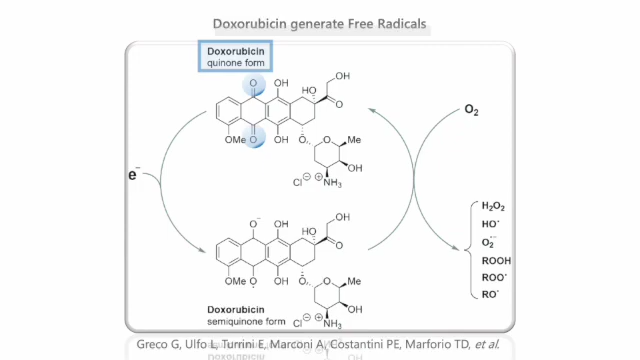 Doxorubicin generate Free Radicals
Doxorubicin
quinone form
O OH HO OH
O
OMe O OH O O Me
OH
Cl⊖ ⊕NH₃
O₂
e⁻
H₂O₂
HO•
O₂•⁻
ROOH
ROO•
RO•
O⁻ OH HO OH
O
OMe O• OH O O Me
OH
Doxorubicin
semiquinone form
Cl⊖ ⊕NH₃
Greco G, Ulfo L, Turrini E, Marconi A, Costantini PE, Marforio TD, et al.